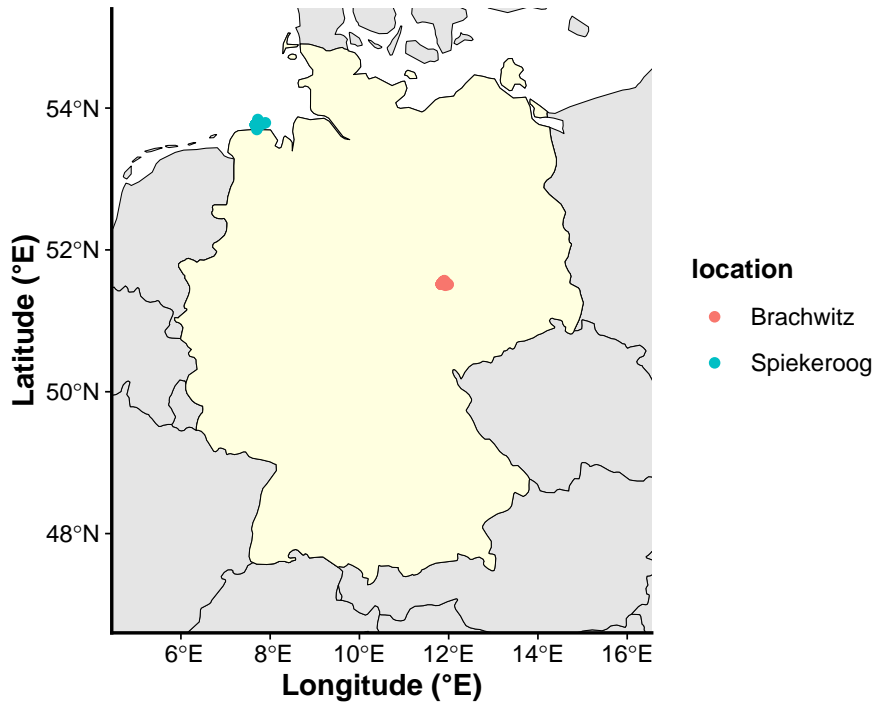 54°N
52°N
50°N
48°N
Latitude (°E)
6°E 8°E 10°E 12°E 14°E 16°E
Longitude (°E)
location
Brachwitz
Spiekeroog